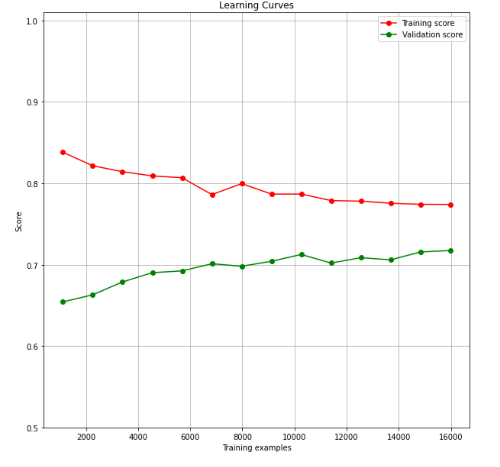 Learning Curves
Training score
Validation score
1.0
0.9
0.8
0.7
0.6
0.5
Score
2000 4000 6000 8000 10000 12000 14000 16000
Training examples